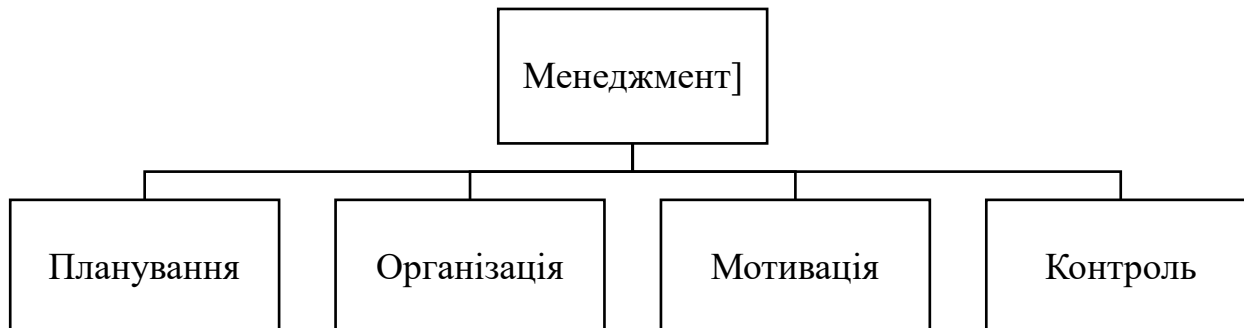 Менеджмент]
Планування
Організація
Мотивація
Контроль